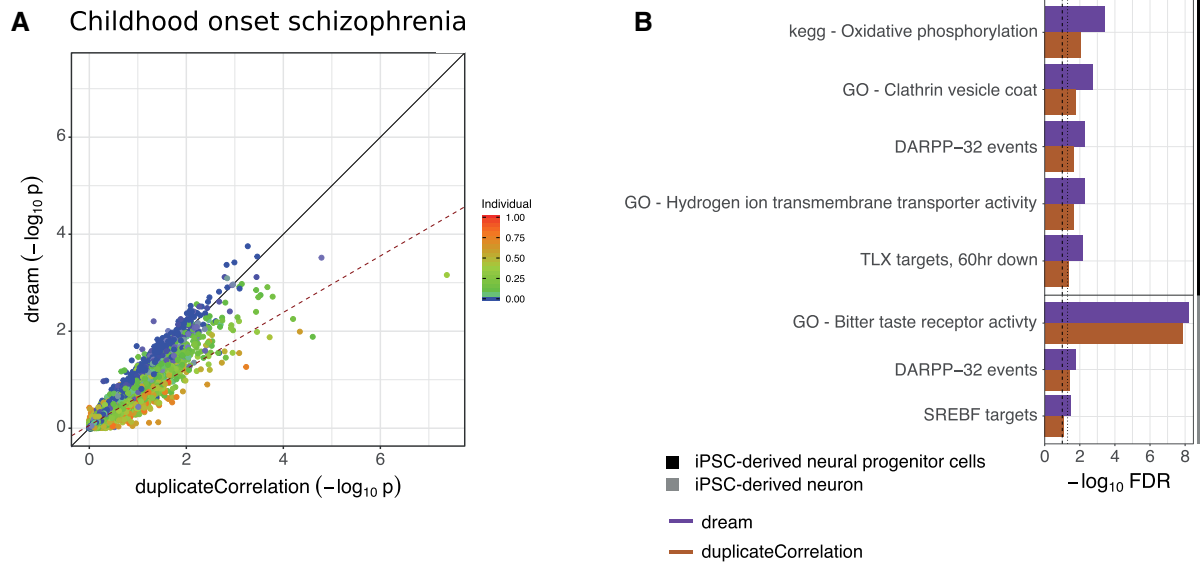 A
Childhood onset schizophrenia
dream (−log10 p)
6
4
2
0
0 2 4 6
duplicateCorrelation (−log10 p)
Individual
1.00
0.75
0.50
0.25
0.00
B
kegg - Oxidative phosphorylation
GO - Clathrin vesicle coat
DARPP−32 events
GO - Hydrogen ion transmembrane transporter activity
TLX targets, 60hr down
GO - Bitter taste receptor activty
DARPP−32 events
SREBF targets
0 2 4 6 8
−log10 FDR
iPSC-derived neural progenitor cells
iPSC-derived neuron
dream
duplicateCorrelation